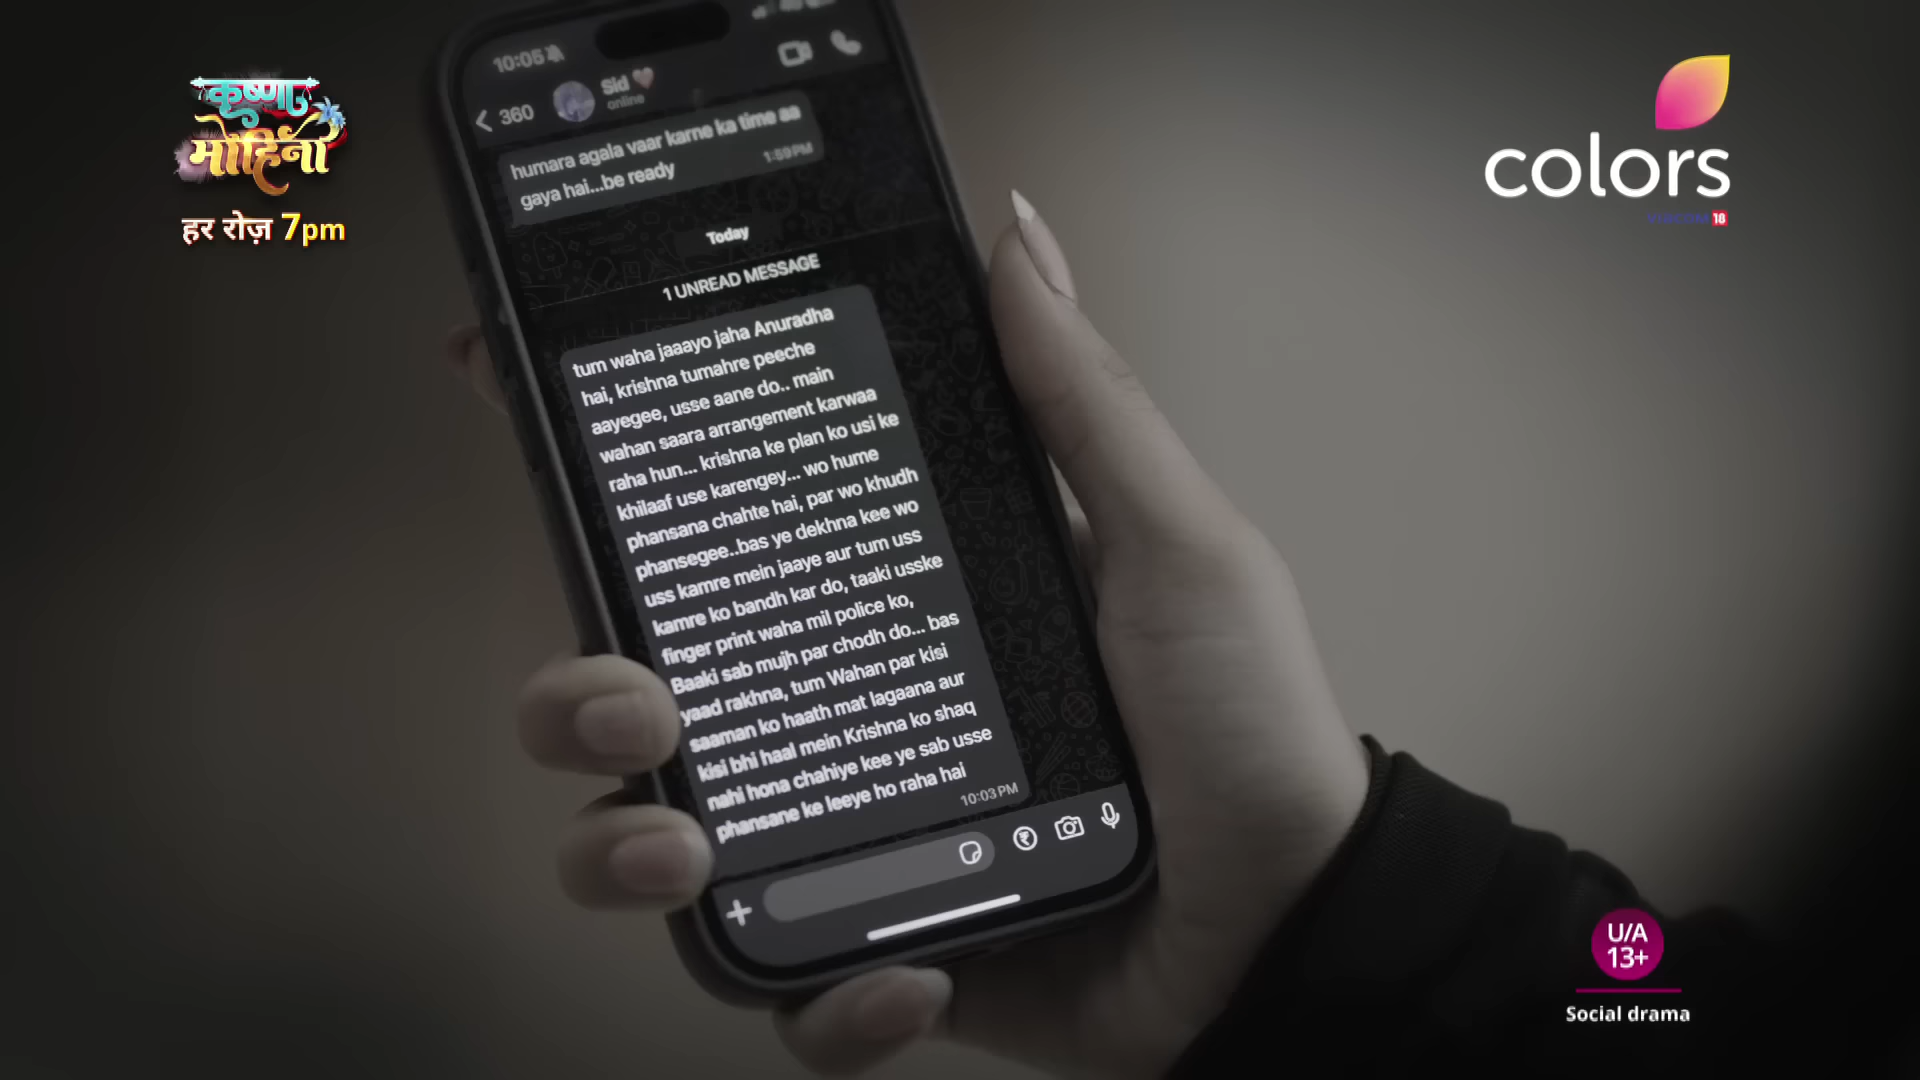 कृष्णा
मोहिनी
हर रोज़ 7pm
colors
VIACOM 18
10:05
360
Sid
online
humara agala vaar karne ka time aa
gaya hai...be ready
1:59 PM
Today
1 UNREAD MESSAGE
tum waha jaaayo jaha Anuradha
hai, krishna tumahre peeche
aayegee, usse aane do.. main
wahan saara arrangement karwaa
raha hun... krishna ke plan ko usi ke
khilaaf use karengey... wo hume
phansana chahte hai, par wo khudh
phansegee..bas ye dekhna kee wo
uss kamre mein jaaye aur tum uss
kamre ko bandh kar do, taaki usske
finger print waha mil police ko,
Baaki sab mujh par chodh do... bas
yaad rakhna, tum Wahan par kisi
saaman ko haath mat lagaana aur
kisi bhi haal mein Krishna ko shaq
nahi hona chahiye kee ye sab usse
phansane ke leeye ho raha hai
10:03 PM
U/A
13+
Social drama